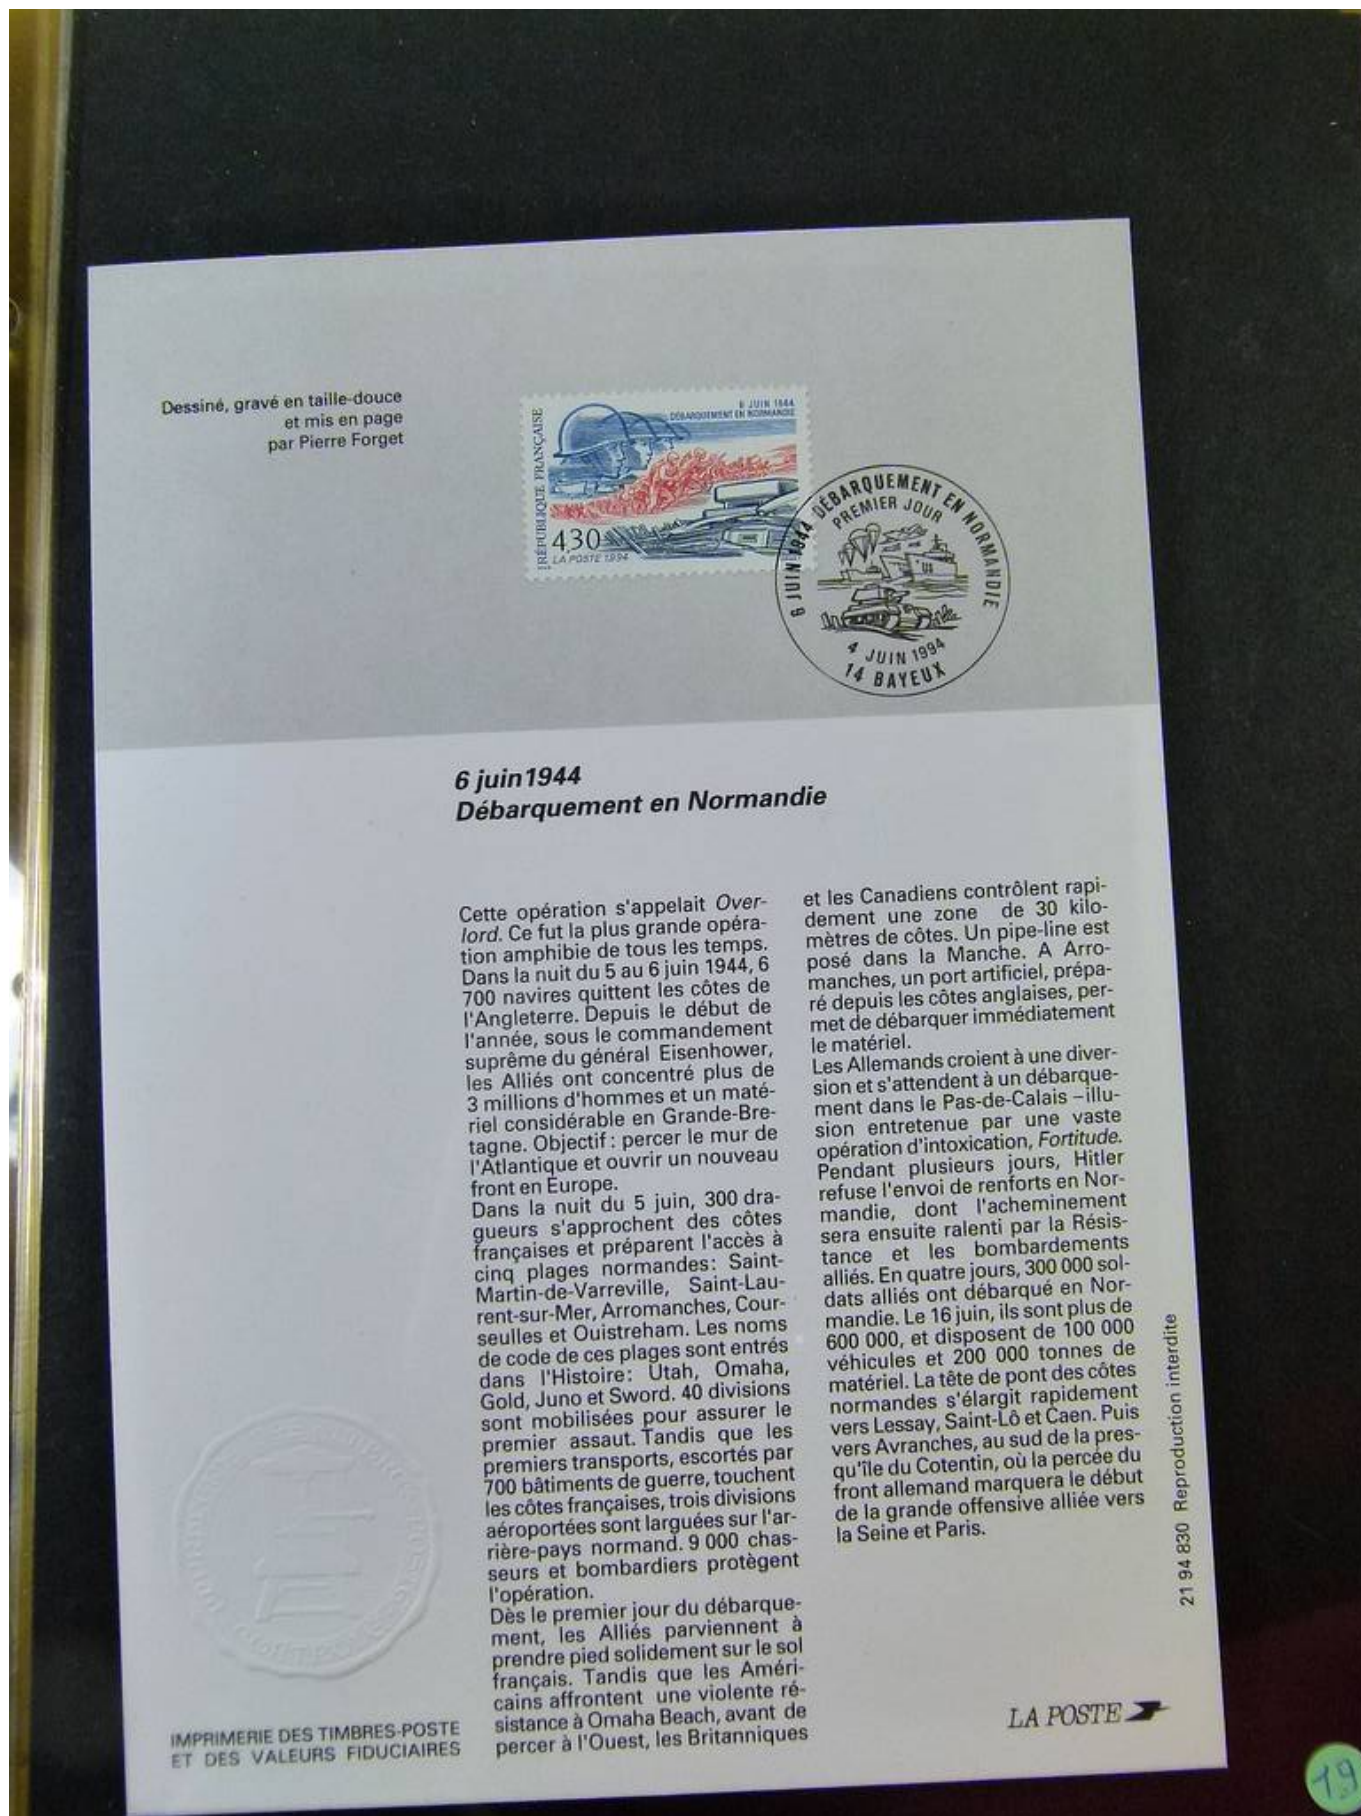 Dessiné, gravé en taille-douce
et mis en page
par Pierre Forget
RÉPUBLIQUE FRANÇAISE
6 JUIN 1944
DÉBARQUEMENT EN NORMANDIE
4,30
LA POSTE 1994
6 JUIN 1944 DÉBARQUEMENT EN NORMANDIE
PREMIER JOUR
4 JUIN 1994
14 BAYEUX
6 juin1944
Débarquement en Normandie
Cette opération s'appelait Over-
lord. Ce fut la plus grande opéra-
tion amphibie de tous les temps.
Dans la nuit du 5 au 6 juin 1944, 6
700 navires quittent les côtes de
l'Angleterre. Depuis le début de
l'année, sous le commandement
suprême du général Eisenhower,
les Alliés ont concentré plus de
3 millions d'hommes et un maté-
riel considérable en Grande-Bre-
tagne. Objectif : percer le mur de
l'Atlantique et ouvrir un nouveau
front en Europe.
Dans la nuit du 5 juin, 300 dra-
gueurs s'approchent des côtes
françaises et préparent l'accès à
cinq plages normandes: Saint-
Martin-de-Varreville, Saint-Lau-
rent-sur-Mer, Arromanches, Cour-
seulles et Ouistreham. Les noms
de code de ces plages sont entrés
dans l'Histoire: Utah, Omaha,
Gold, Juno et Sword. 40 divisions
sont mobilisées pour assurer le
premier assaut. Tandis que les
premiers transports, escortés par
700 bâtiments de guerre, touchent
les côtes françaises, trois divisions
aéroportées sont larguées sur l'ar-
rière-pays normand. 9 000 chas-
seurs et bombardiers protègent
l'opération.
Dès le premier jour du débarque-
ment, les Alliés parviennent à
prendre pied solidement sur le sol
français. Tandis que les Améri-
cains affrontent une violente ré-
sistance à Omaha Beach, avant de
percer à l'Ouest, les Britanniques
et les Canadiens contrôlent rapi-
dement une zone de 30 kilo-
mètres de côtes. Un pipe-line est
posé dans la Manche. A Arro-
manches, un port artificiel, prépa-
ré depuis les côtes anglaises, per-
met de débarquer immédiatement
le matériel.
Les Allemands croient à une diver-
sion et s'attendent à un débarque-
ment dans le Pas-de-Calais –illu-
sion entretenue par une vaste
opération d'intoxication, Fortitude.
Pendant plusieurs jours, Hitler
refuse l'envoi de renforts en Nor-
mandie, dont l'acheminement
sera ensuite ralenti par la Résis-
tance et les bombardements
alliés. En quatre jours, 300 000 sol-
dats alliés ont débarqué en Nor-
mandie. Le 16 juin, ils sont plus de
600 000, et disposent de 100 000
véhicules et 200 000 tonnes de
matériel. La tête de pont des côtes
normandes s'élargit rapidement
vers Lessay, Saint-Lô et Caen. Puis
vers Avranches, au sud de la pres-
qu'île du Cotentin, où la percée du
front allemand marquera le début
de la grande offensive alliée vers
la Seine et Paris.
21 94 830 Reproduction interdite
IMPRIMERIE DES TIMBRES-POSTE
ET DES VALEURS FIDUCIAIRES
LA POSTE
19